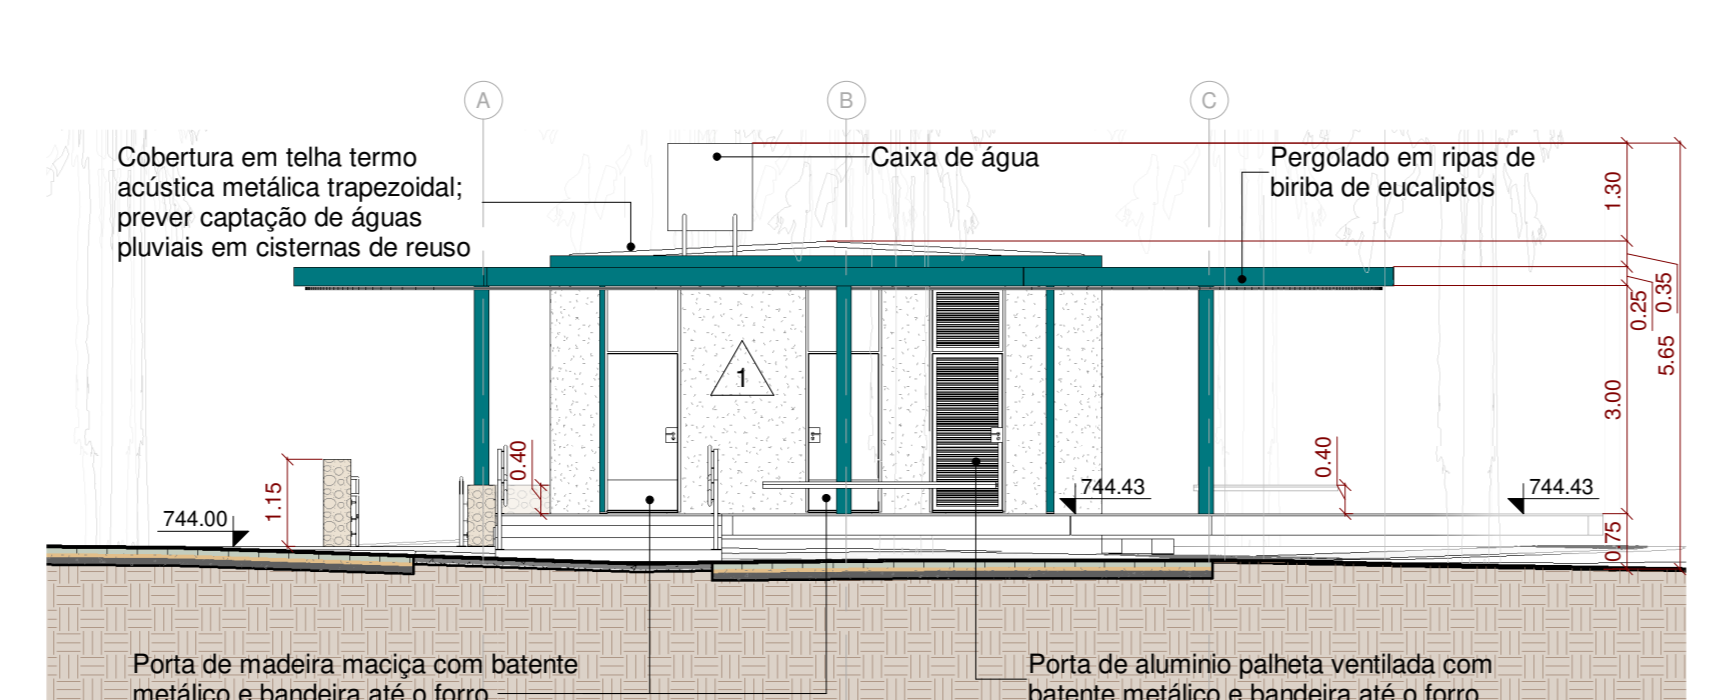 A
B
C
Cobertura em telha termo
acústica metálica trapezoidal;
prever captação de águas
pluviais em cisternas de reuso
Caixa de água
Pergolado em ripas de
biriba de eucaliptos
1.30
0.35
0.25
5.65
3.00
0.75
1
0.40
0.40
1.15
744.00
744.43
744.43
Porta de madeira maciça com batente
metálico e bandeira até o forro
Porta de aluminio palheta ventilada com
batente metálico e bandeira até o forro